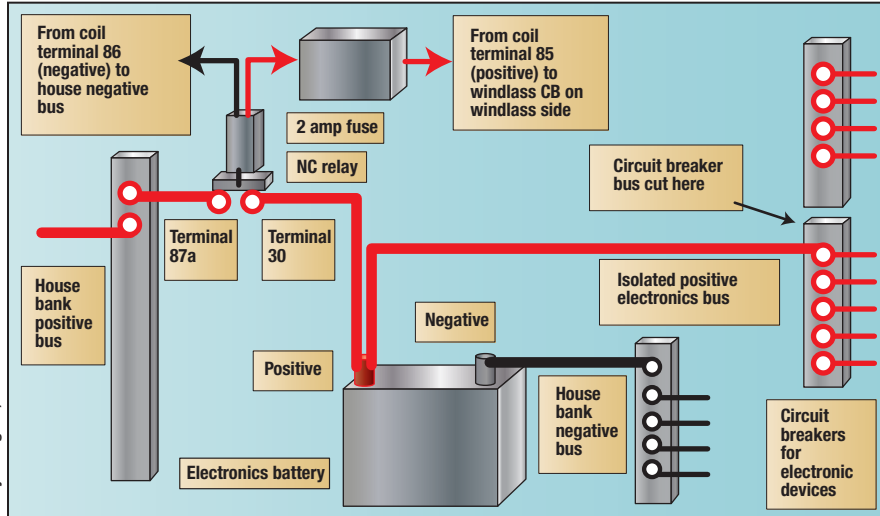 From coil
terminal 86
(negative) to
house negative
bus
From coil
terminal 85
(positive) to
windlass CB on
windlass side
2 amp fuse
NC relay
Circuit breaker
bus cut here
Terminal
87a
Terminal
30
House
bank
positive
bus
Isolated positive
electronics bus
Negative
Positive
House
bank
negative
bus
Circuit
breakers
for
electronic
devices
Electronics battery